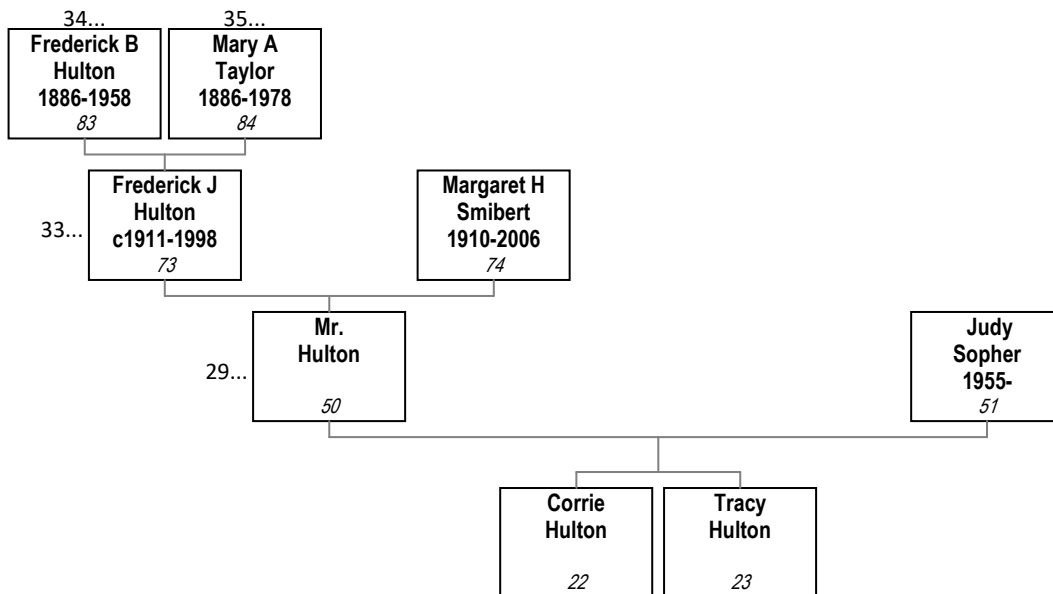 34...
35...
Frederick B
Hulton
1886-1958
83
Mary A
Taylor
1886-1978
84
33...
Frederick J
Hulton
c1911-1998
73
Margaret H
Smibert
1910-2006
74
29...
Mr.
Hulton
50
Judy
Sopher
1955-
51
Corrie
Hulton
22
Tracy
Hulton
23